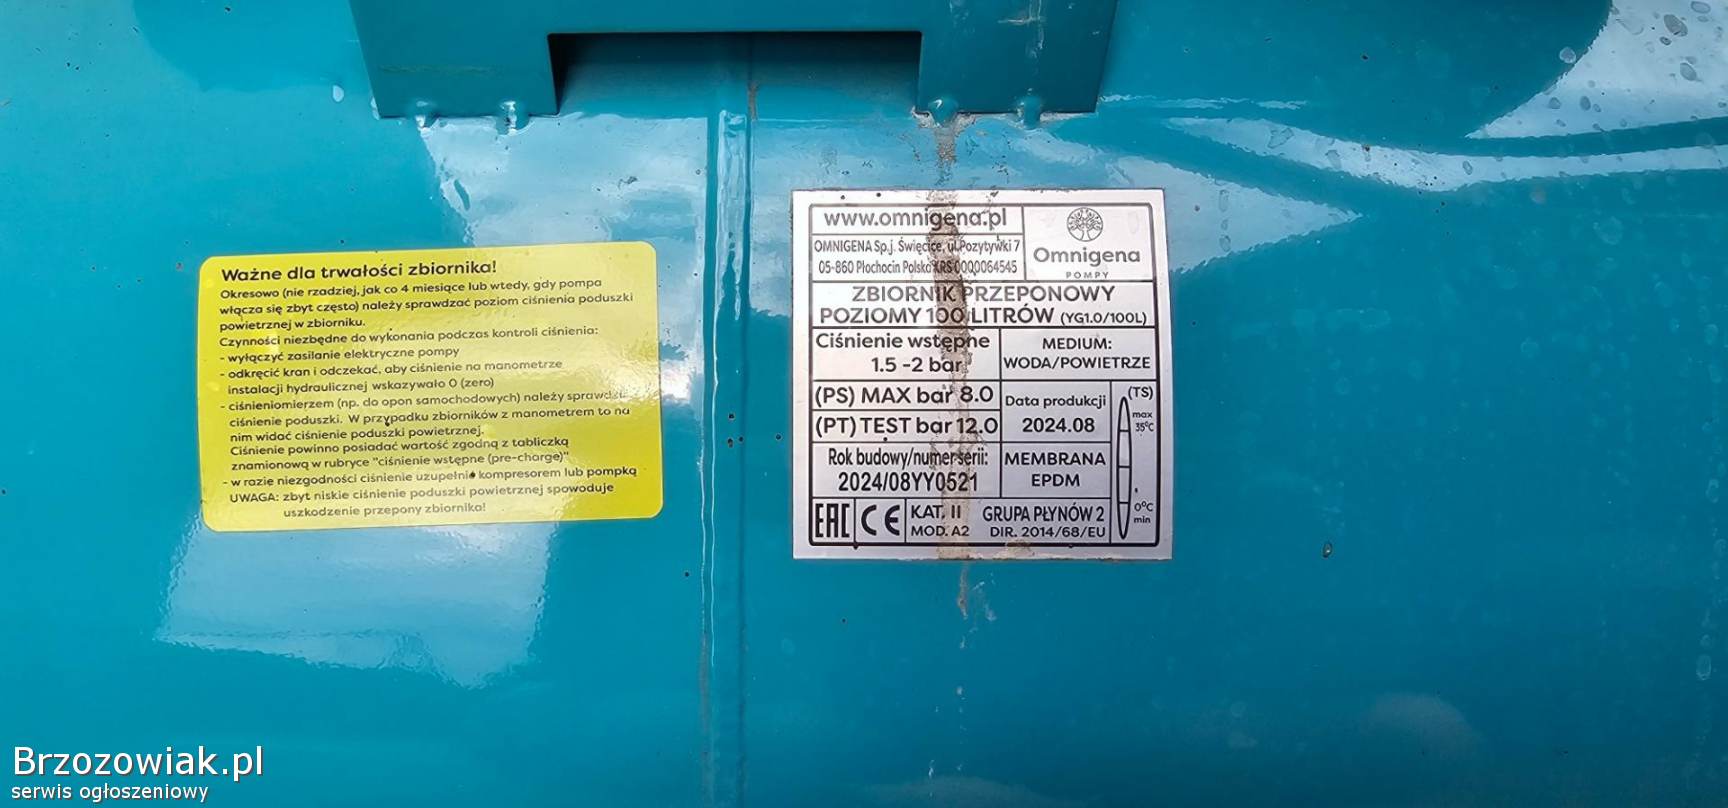 Ważne dla trwałości zbiornika!
Okresowo (nie rzadziej, jak co 4 miesiące lub wtedy, gdy pompa
włącza się zbyt często) należy sprawdzać poziom ciśnienia poduszki
powietrznej w zbiorniku.
Czynności niezbędne do wykonania podczas kontroli ciśnienia:
- wyłączyć zasilanie elektryczne pompy
- odkręcić kran i odczekać, aby ciśnienie na manometrze
instalacji hydraulicznej wskazywało 0 (zero)
- ciśnieniomierzem (np. do opon samochodowych) należy sprawdzić
ciśnienie poduszki. W przypadku zbiorników z manometrem to na
nim widać ciśnienie poduszki powietrznej.
Ciśnienie powinno posiadać wartość zgodną z tabliczką
znamionową w rubryce "ciśnienie wstępne (pre-charge)"
- w razie niezgodności ciśnienie uzupełnić kompresorem lub pompką
UWAGA: zbyt niskie ciśnienie poduszki powietrznej spowoduje
uszkodzenie przepony zbiornika!
www.omnigena.pl
OMNIGENA Sp.j. Święcice, ul.Pozytywki 7
05-860 Płochocin Polska KRS 0000064545
Omnigena
POMPY
ZBIORNIK PRZEPONOWY
POZIOMY 100 LITRÓW (YG1.0/100L)
Ciśnienie wstępne
1.5 -2 bar
MEDIUM:
WODA/POWIETRZE
(PS) MAX bar 8.0
(PT) TEST bar 12.0
Data produkcji
2024.08
(TS)
max
35°C
Rok budowy/numer serii:
2024/08YY0521
MEMBRANA
EPDM
0°C
min
EAC
CE
KAT. II
MOD. A2
GRUPA PŁYNÓW 2
DIR. 2014/68/EU
Brzozowiak.pl
serwis ogłoszeniowy